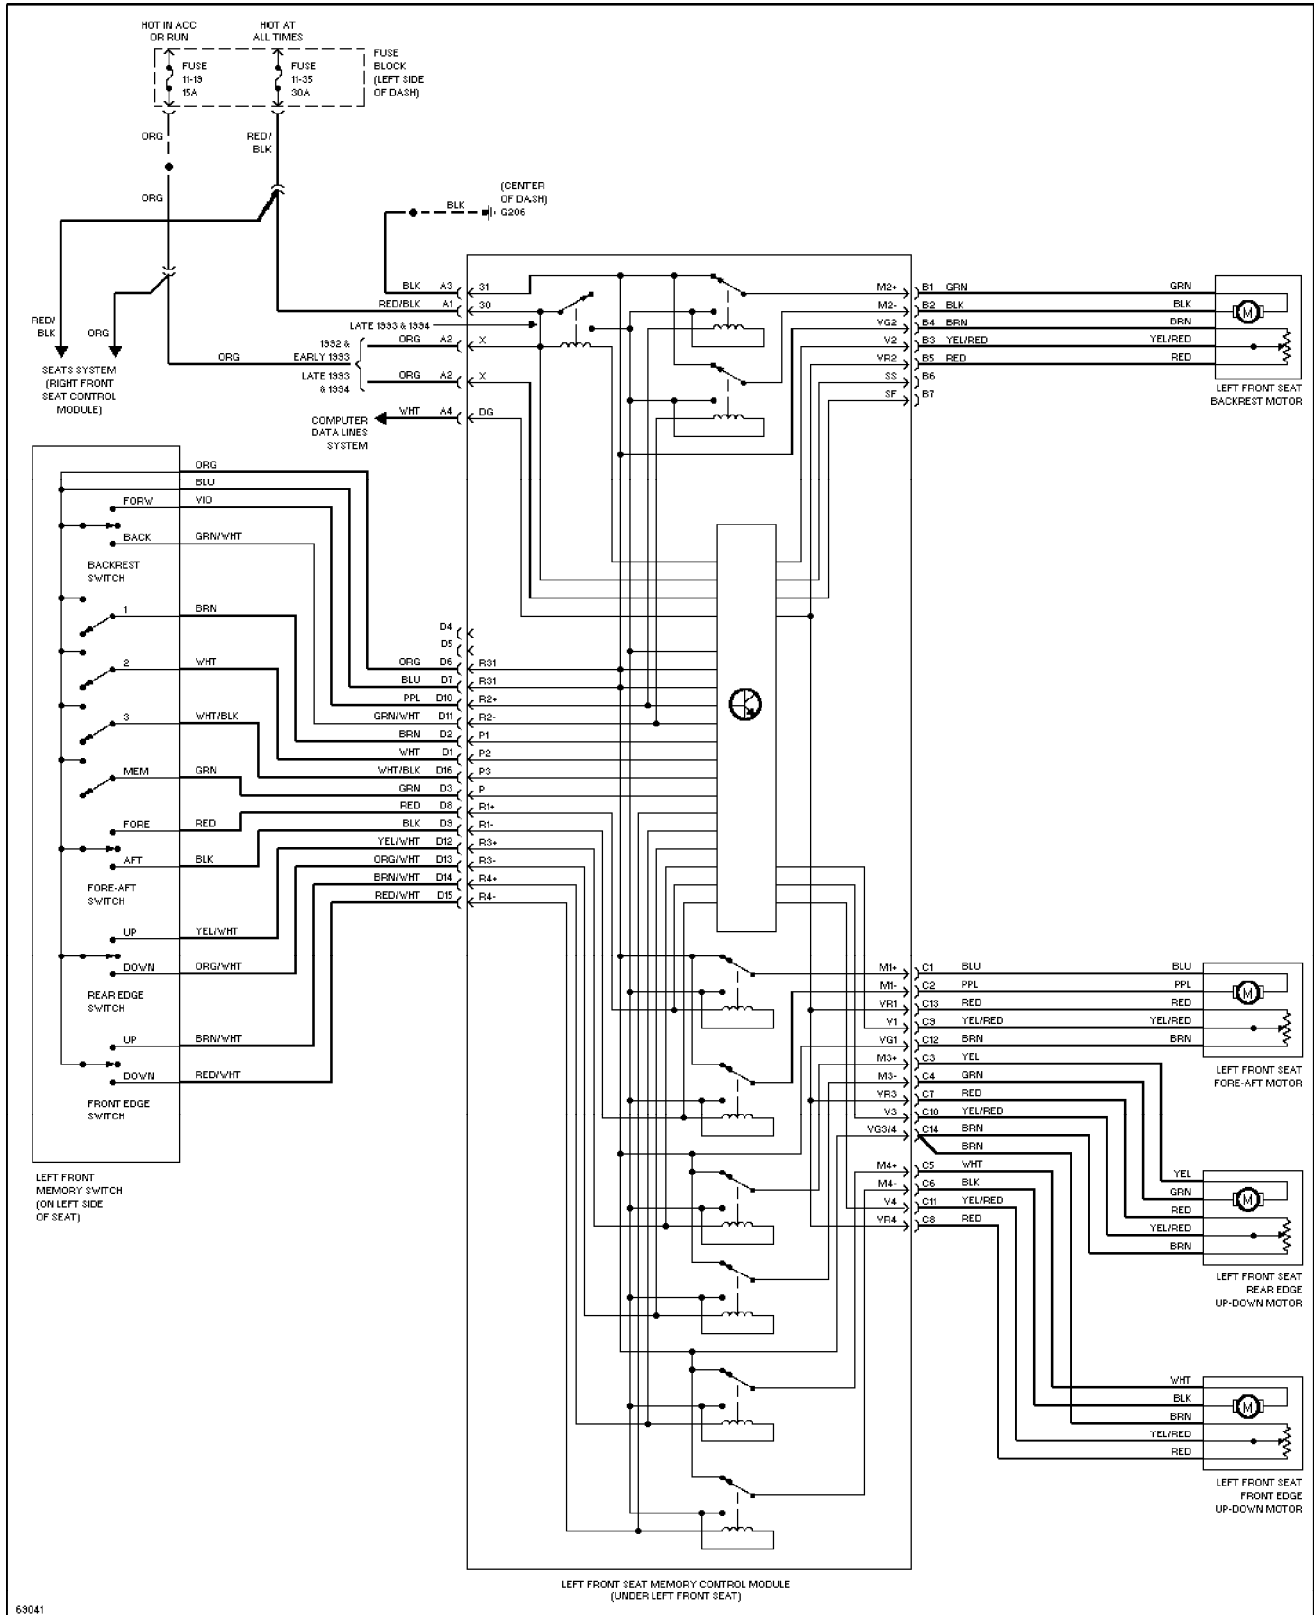 HOT IN ACC
OR RUN
HOT AT
ALL TIMES
FUSE
11-19
15A
FUSE
11-35
30A
FUSE
BLOCK
(LEFT SIDE
OF DASH)
ORG
RED/
BLK
ORG
(CENTER
OF DASH)
G206
BLK
RED/
BLK
ORG
SEATS SYSTEM
(RIGHT FRONT
SEAT CONTROL
MODULE)
BLK A3 31
RED/BLK A1 30
LATE 1993 & 1994
ORG
1992 &
EARLY 1993
ORG A2 X
LATE 1993
& 1994
ORG A2 X
COMPUTER
DATA LINES
SYSTEM
WHT A4 DG
M2+ B1 GRN GRN
M2- B2 BLK BLK
VG2 B4 BRN BRN
V2 B3 YEL/RED YEL/RED
VR2 B5 RED RED
SS B6
SF B7
M
LEFT FRONT SEAT
BACKREST MOTOR
ORG
BLU
FORW VIO
BACK GRN/WHT
BACKREST
SWITCH
1 BRN
2 WHT
3 WHT/BLK
MEM GRN
FORE RED
AFT BLK
FORE-AFT
SWITCH
UP YEL/WHT
DOWN ORG/WHT
REAR EDGE
SWITCH
UP BRN/WHT
DOWN RED/WHT
FRONT EDGE
SWITCH
LEFT FRONT
MEMORY SWITCH
(ON LEFT SIDE
OF SEAT)
D4
D5
ORG D6 R31
BLU D7 R31
PPL D10 R2+
GRN/WHT D11 R2-
BRN D2 P1
WHT D1 P2
WHT/BLK D16 P3
GRN D3 P
RED D8 R1+
BLK D9 R1-
YEL/WHT D12 R3+
ORG/WHT D13 R3-
BRN/WHT D14 R4+
RED/WHT D15 R4-
M1+ C1 BLU BLU
M1- C2 PPL PPL
VR1 C13 RED RED
V1 C9 YEL/RED YEL/RED
VG1 C12 BRN BRN
M3+ C3 YEL
M3- C4 GRN
VR3 C7 RED
V3 C10 YEL/RED
VG3/4 C14 BRN
BRN
M4+ C5 WHT
M4- C6 BLK
V4 C11 YEL/RED
VR4 C8 RED
M
LEFT FRONT SEAT
FORE-AFT MOTOR
YEL
GRN
RED
YEL/RED
BRN
M
LEFT FRONT SEAT
REAR EDGE
UP-DOWN MOTOR
WHT
BLK
BRN
YEL/RED
RED
M
LEFT FRONT SEAT
FRONT EDGE
UP-DOWN MOTOR
LEFT FRONT SEAT MEMORY CONTROL MODULE
(UNDER LEFT FRONT SEAT)
69041